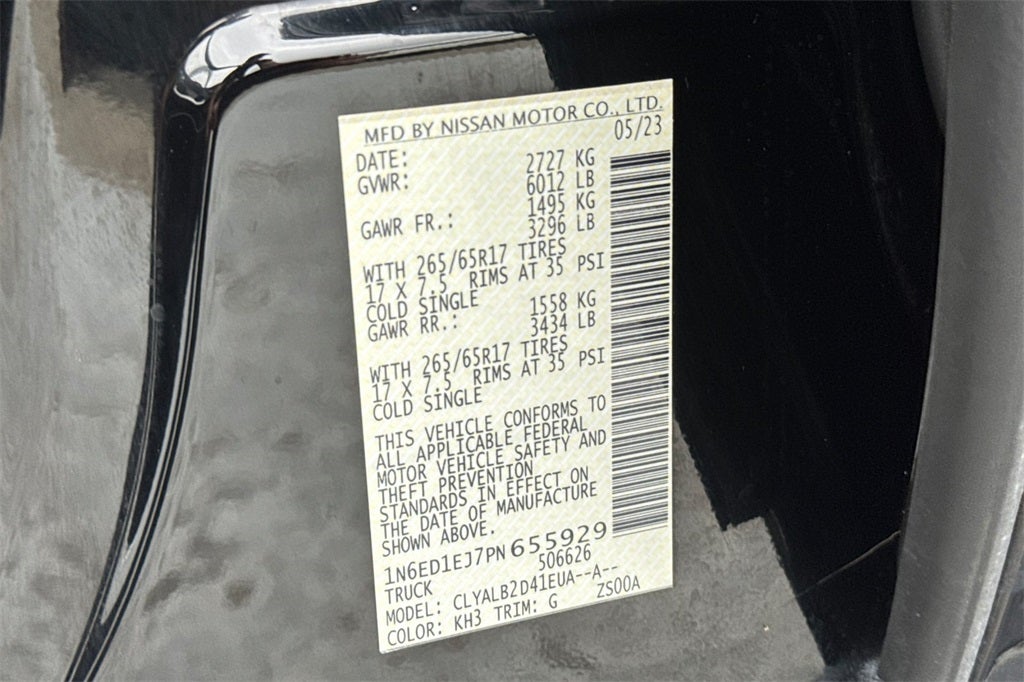 MFD BY NISSAN MOTOR CO., LTD.
DATE: 05/23
GVWR: 2727 KG
6012 LB
GAWR FR.: 1495 KG
3296 LB
WITH 265/65R17 TIRES
17 X 7.5 RIMS AT 35 PSI
COLD SINGLE
GAWR RR.: 1558 KG
3434 LB
WITH 265/65R17 TIRES
17 X 7.5 RIMS AT 35 PSI
COLD SINGLE
THIS VEHICLE CONFORMS TO
ALL APPLICABLE FEDERAL
MOTOR VEHICLE SAFETY AND
THEFT PREVENTION
STANDARDS IN EFFECT ON
THE DATE OF MANUFACTURE
SHOWN ABOVE.
1N6ED1EJ7PN655929
TRUCK 506626
MODEL: CLYALB2D41EUA--A--
COLOR: KH3 TRIM: G ZS00A